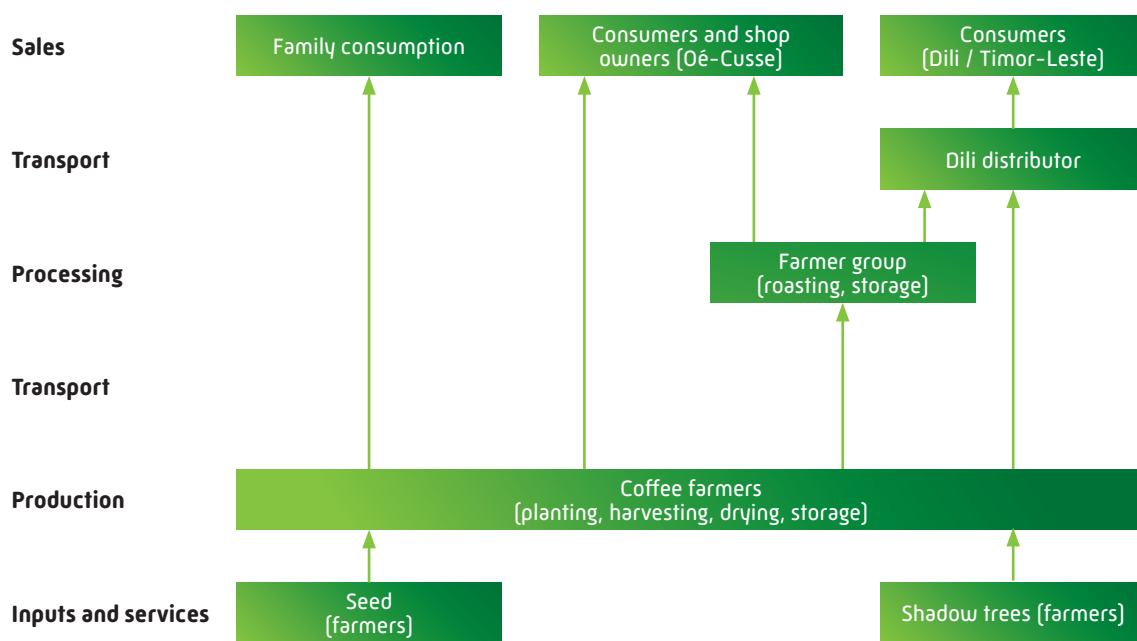 Sales
Family consumption
Consumers and shop
owners (Oé-Cusse)
Consumers
(Dili / Timor-Leste)
Transport
Dili distributor
Processing
Farmer group
(roasting, storage)
Transport
Production
Coffee farmers
(planting, harvesting, drying, storage)
Inputs and services
Seed
(farmers)
Shadow trees (farmers)